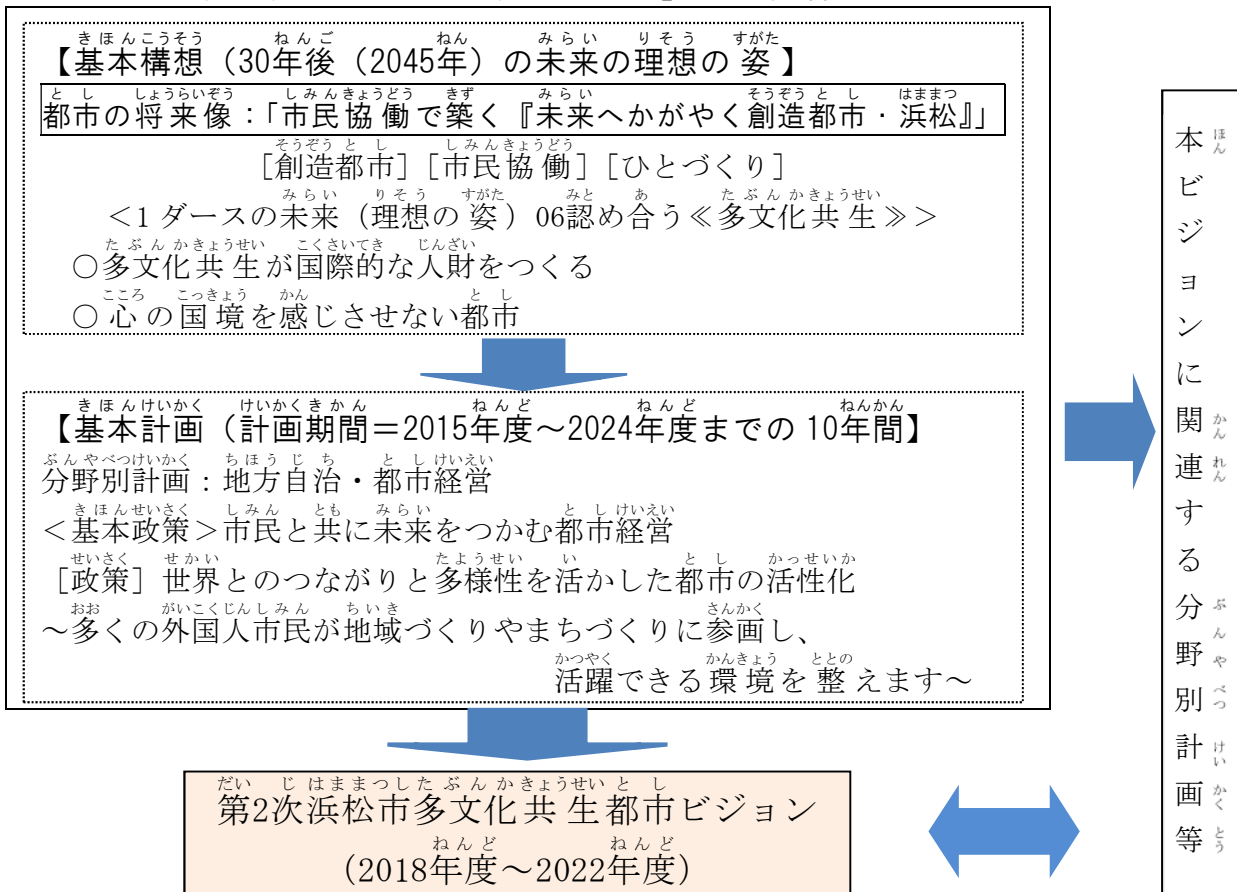 【基本構想（30年後（2045年）の未来の理想の姿】
都市の将来像：「市民協働で築く『未来へかがやく創造都市・浜松』」
［創造都市］［市民協働］［ひとづくり］
＜1ダースの未来（理想の姿）06認め合う≪多文化共生≫＞
○多文化共生が国際的な人財をつくる
○心の国境を感じさせない都市
【基本計画（計画期間＝2015年度～2024年度までの10年間】
分野別計画：地方自治・都市経営
＜基本政策＞市民と共に未来をつかむ都市経営
［政策］世界とのつながりと多様性を活かした都市の活性化
～多くの外国人市民が地域づくりやまちづくりに参画し、
活躍できる環境を整えます～
第2次浜松市多文化共生都市ビジョン
（2018年度～2022年度）
本ビジョンに関連する分野別計画等